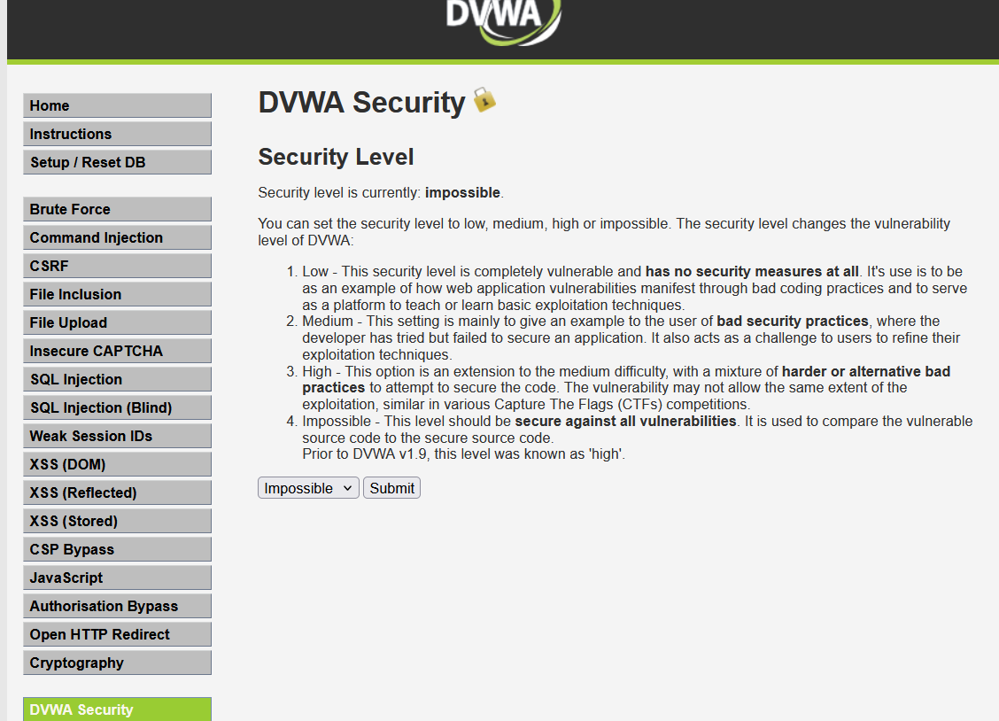 DVWA
Home
Instructions
Setup / Reset DB
Brute Force
Command Injection
CSRF
File Inclusion
File Upload
Insecure CAPTCHA
SQL Injection
SQL Injection (Blind)
Weak Session IDs
XSS (DOM)
XSS (Reflected)
XSS (Stored)
CSP Bypass
JavaScript
Authorisation Bypass
Open HTTP Redirect
Cryptography
DVWA Security
DVWA Security
Security Level
Security level is currently: impossible.
You can set the security level to low, medium, high or impossible. The security level changes the vulnerability
level of DVWA:
1. Low - This security level is completely vulnerable and has no security measures at all. It's use is to be
as an example of how web application vulnerabilities manifest through bad coding practices and to serve
as a platform to teach or learn basic exploitation techniques.
2. Medium - This setting is mainly to give an example to the user of bad security practices, where the
developer has tried but failed to secure an application. It also acts as a challenge to users to refine their
exploitation techniques.
3. High - This option is an extension to the medium difficulty, with a mixture of harder or alternative bad
practices to attempt to secure the code. The vulnerability may not allow the same extent of the
exploitation, similar in various Capture The Flags (CTFs) competitions.
4. Impossible - This level should be secure against all vulnerabilities. It is used to compare the vulnerable
source code to the secure source code.
Prior to DVWA v1.9, this level was known as 'high'.
Impossible Submit